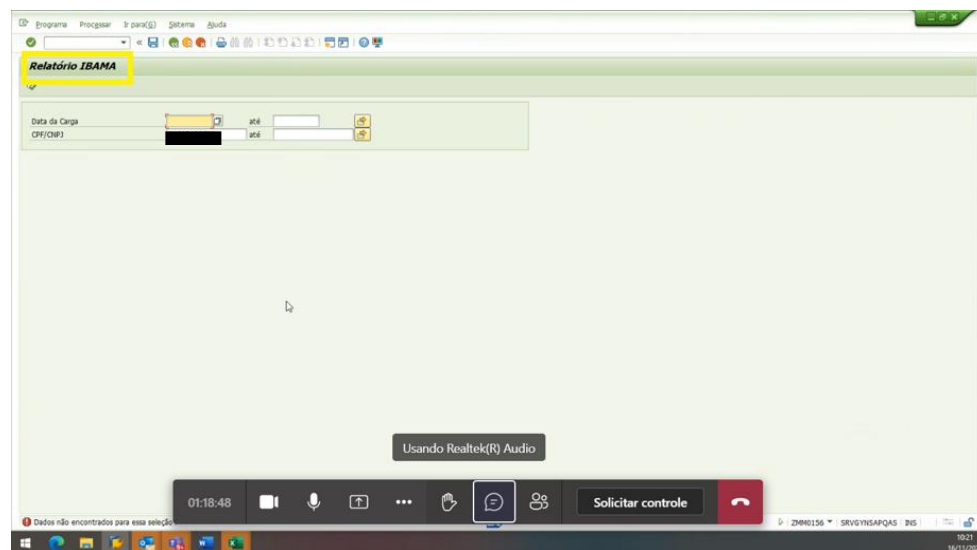 Programa Processar Ir para(G) Sistema Ajuda
Relatório IBAMA
Data da Carga até
CPF/CNPJ até
Usando Realtek(R) Audio
01:18:48 Solicitar controle
Dados não encontrados para essa seleção
ZMM0156 SRVGYNSAPQAS INS
10:21